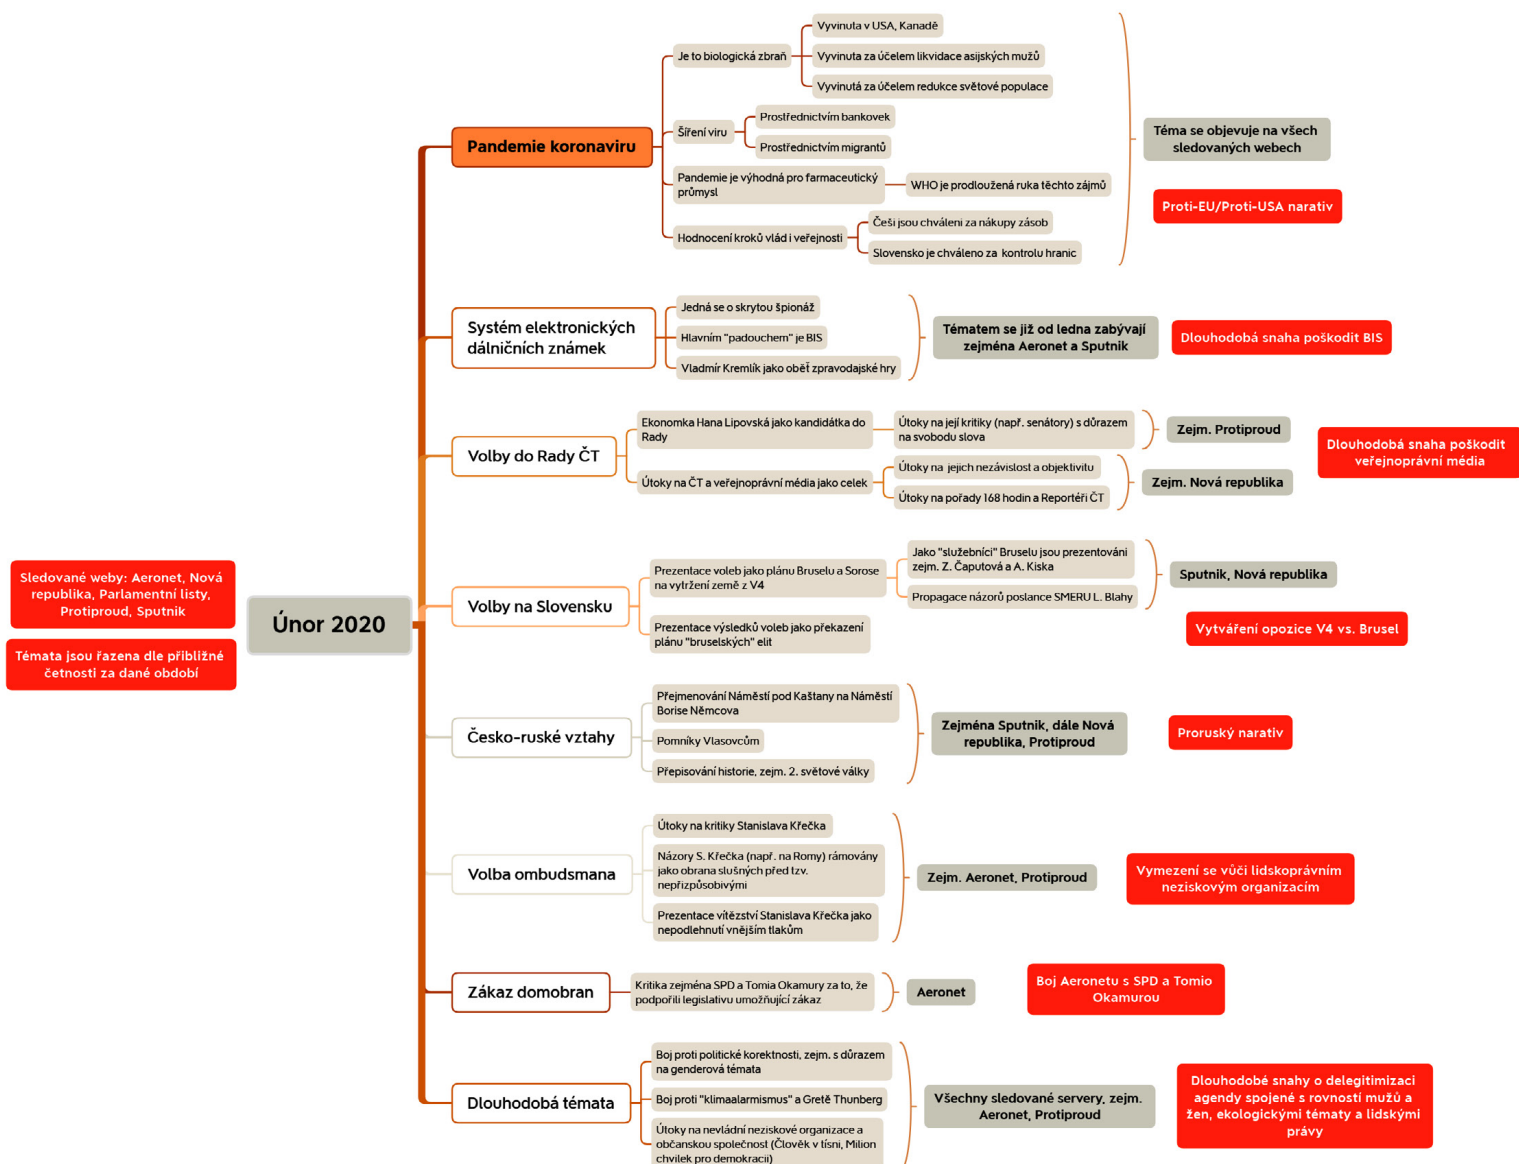 Sledované weby: Aeronet, Nová
republika, Parlamentní listy,
Protiproud, Sputnik
Témata jsou řazena dle přibližné
četnosti za dané období
Únor 2020
Pandemie koronaviru
Je to biologická zbraň
Vyvinuta v USA, Kanadě
Vyvinuta za účelem likvidace asijských mužů
Vyvinutá za účelem redukce světové populace
Šíření viru
Prostřednictvím bankovek
Prostřednictvím migrantů
Pandemie je výhodná pro farmaceutický
průmysl
WHO je prodloužená ruka těchto zájmů
Hodnocení kroků vlád i veřejnosti
Češi jsou chváleni za nákupy zásob
Slovensko je chváleno za kontrolu hranic
Téma se objevuje na všech
sledovaných webech
Proti-EU/Proti-USA narativ
Systém elektronických
dálničních známek
Jedná se o skrytou špionáž
Hlavním "padouchem" je BIS
Vladmír Kremlík jako oběť zpravodajské hry
Tématem se již od ledna zabývají
zejména Aeronet a Sputnik
Dlouhodobá snaha poškodit BIS
Volby do Rady ČT
Ekonomka Hana Lipovská jako kandidátka do
Rady
Útoky na její kritiky (např. senátory) s důrazem
na svobodu slova
Zejm. Protiproud
Útoky na ČT a veřejnoprávní média jako celek
Útoky na jejich nezávislost a objektivitu
Útoky na pořady 168 hodin a Reportéři ČT
Zejm. Nová republika
Dlouhodobá snaha poškodit
veřejnoprávní média
Volby na Slovensku
Prezentace voleb jako plánu Bruselu a Sorose
na vytržení země z V4
Jako "služebníci" Bruselu jsou prezentováni
zejm. Z. Čaputová a A. Kiska
Propagace názorů poslance SMERU L. Blahy
Prezentace výsledků voleb jako překazení
plánu "bruselských" elit
Sputnik, Nová republika
Vytváření opozice V4 vs. Brusel
Česko-ruské vztahy
Přejmenování Náměstí pod Kaštany na Náměstí
Borise Němcova
Pomníky Vlasovcům
Přepisování historie, zejm. 2. světové války
Zejména Sputnik, dále Nová
republika, Protiproud
Proruský narativ
Volba ombudsmana
Útoky na kritiky Stanislava Křečka
Názory S. Křečka (např. na Romy) rámovány
jako obrana slušných před tzv.
nepřizpůsobivými
Prezentace vítězství Stanislava Křečka jako
nepodlehnutí vnějším tlakům
Zejm. Aeronet, Protiproud
Vymezení se vůči lidskoprávním
neziskovým organizacím
Zákaz domobran
Kritika zejména SPD a Tomia Okamury za to, že
podpořili legislativu umožňující zákaz
Aeronet
Boj Aeronetu s SPD a Tomio
Okamurou
Dlouhodobá témata
Boj proti politické korektnosti, zejm. s důrazem
na genderová témata
Boj proti "klimaalarmismus" a Gretě Thunberg
Útoky na nevládní neziskové organizace a
občanskou společnost (Člověk v tísni, Milion
chvilek pro demokracii)
Všechny sledované servery, zejm.
Aeronet, Protiproud
Dlouhodobé snahy o delegitimizaci
agendy spojené s rovností mužů a
žen, ekologickými tématy a lidskými
právy